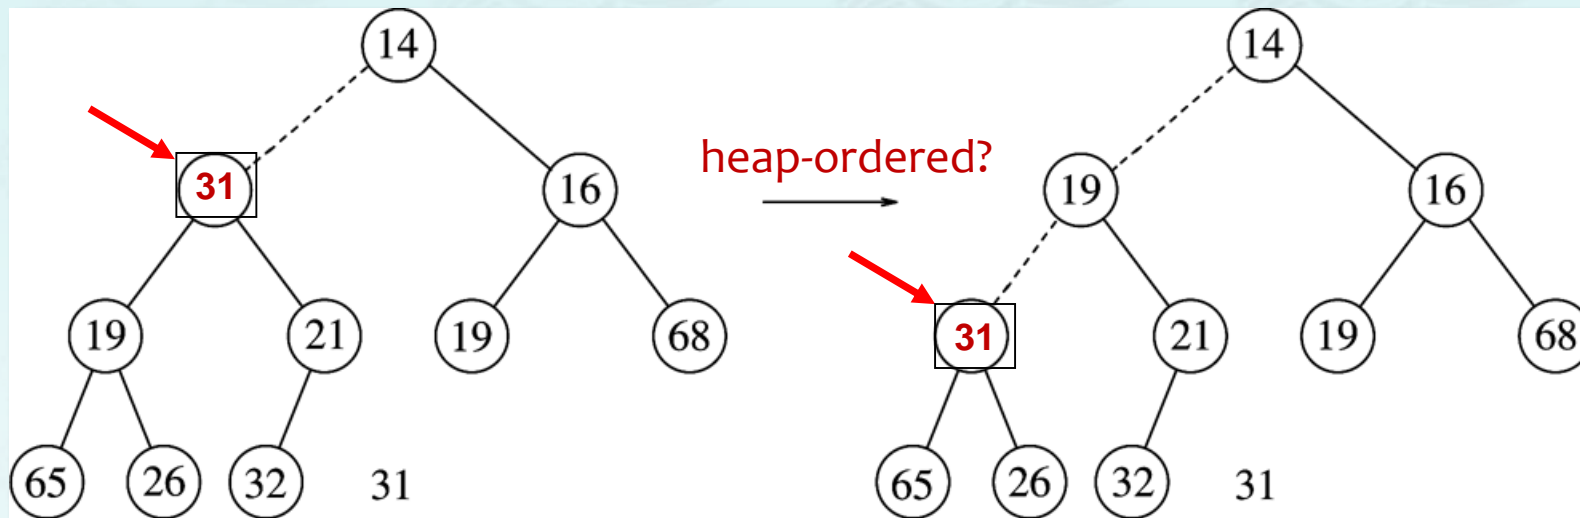 14 14
31 heap-ordered? 16 19 16
19 21 19 68 31 21 19 68
65 26 32 31 65 26 32 31